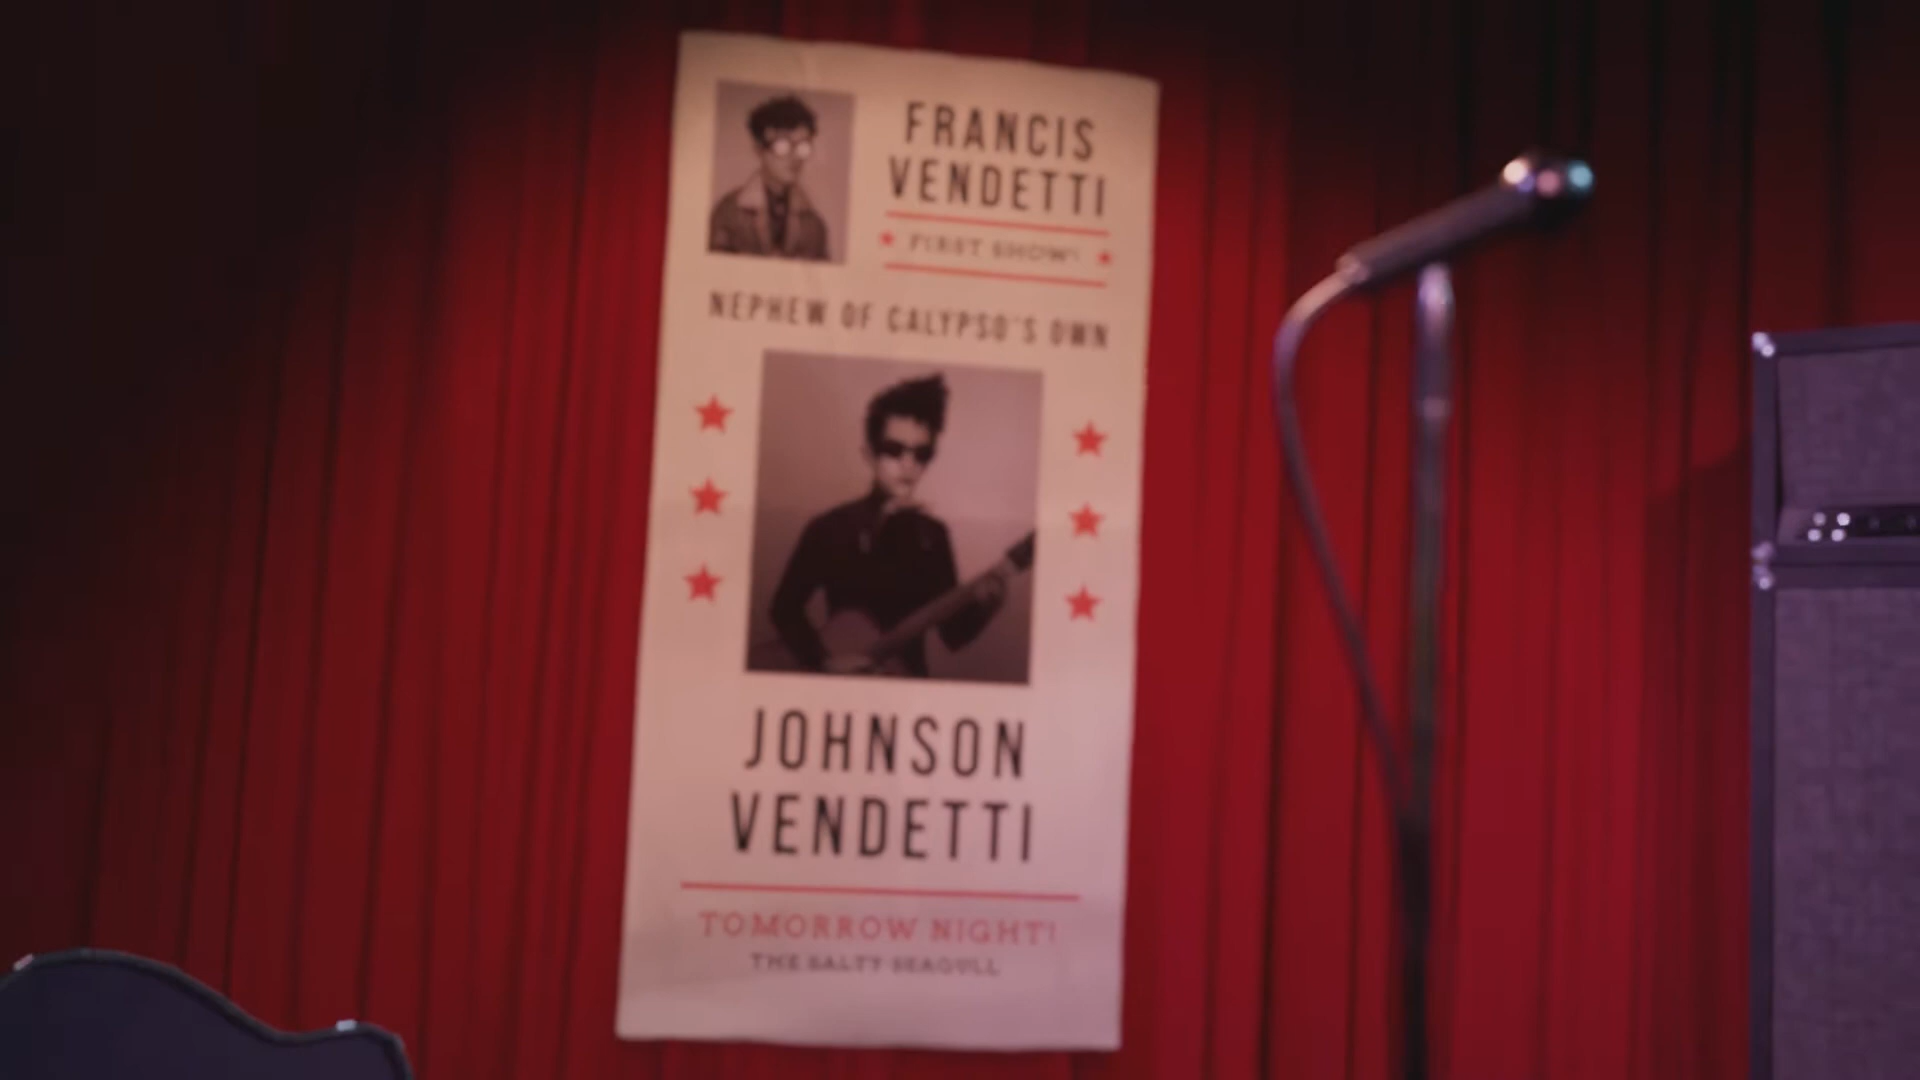 FRANCIS
VENDETTI
FIRST SHOW!
NEPHEW OF CALYPSO'S OWN
JOHNSON
VENDETTI
TOMORROW NIGHT!
THE SALTY SEAGULL